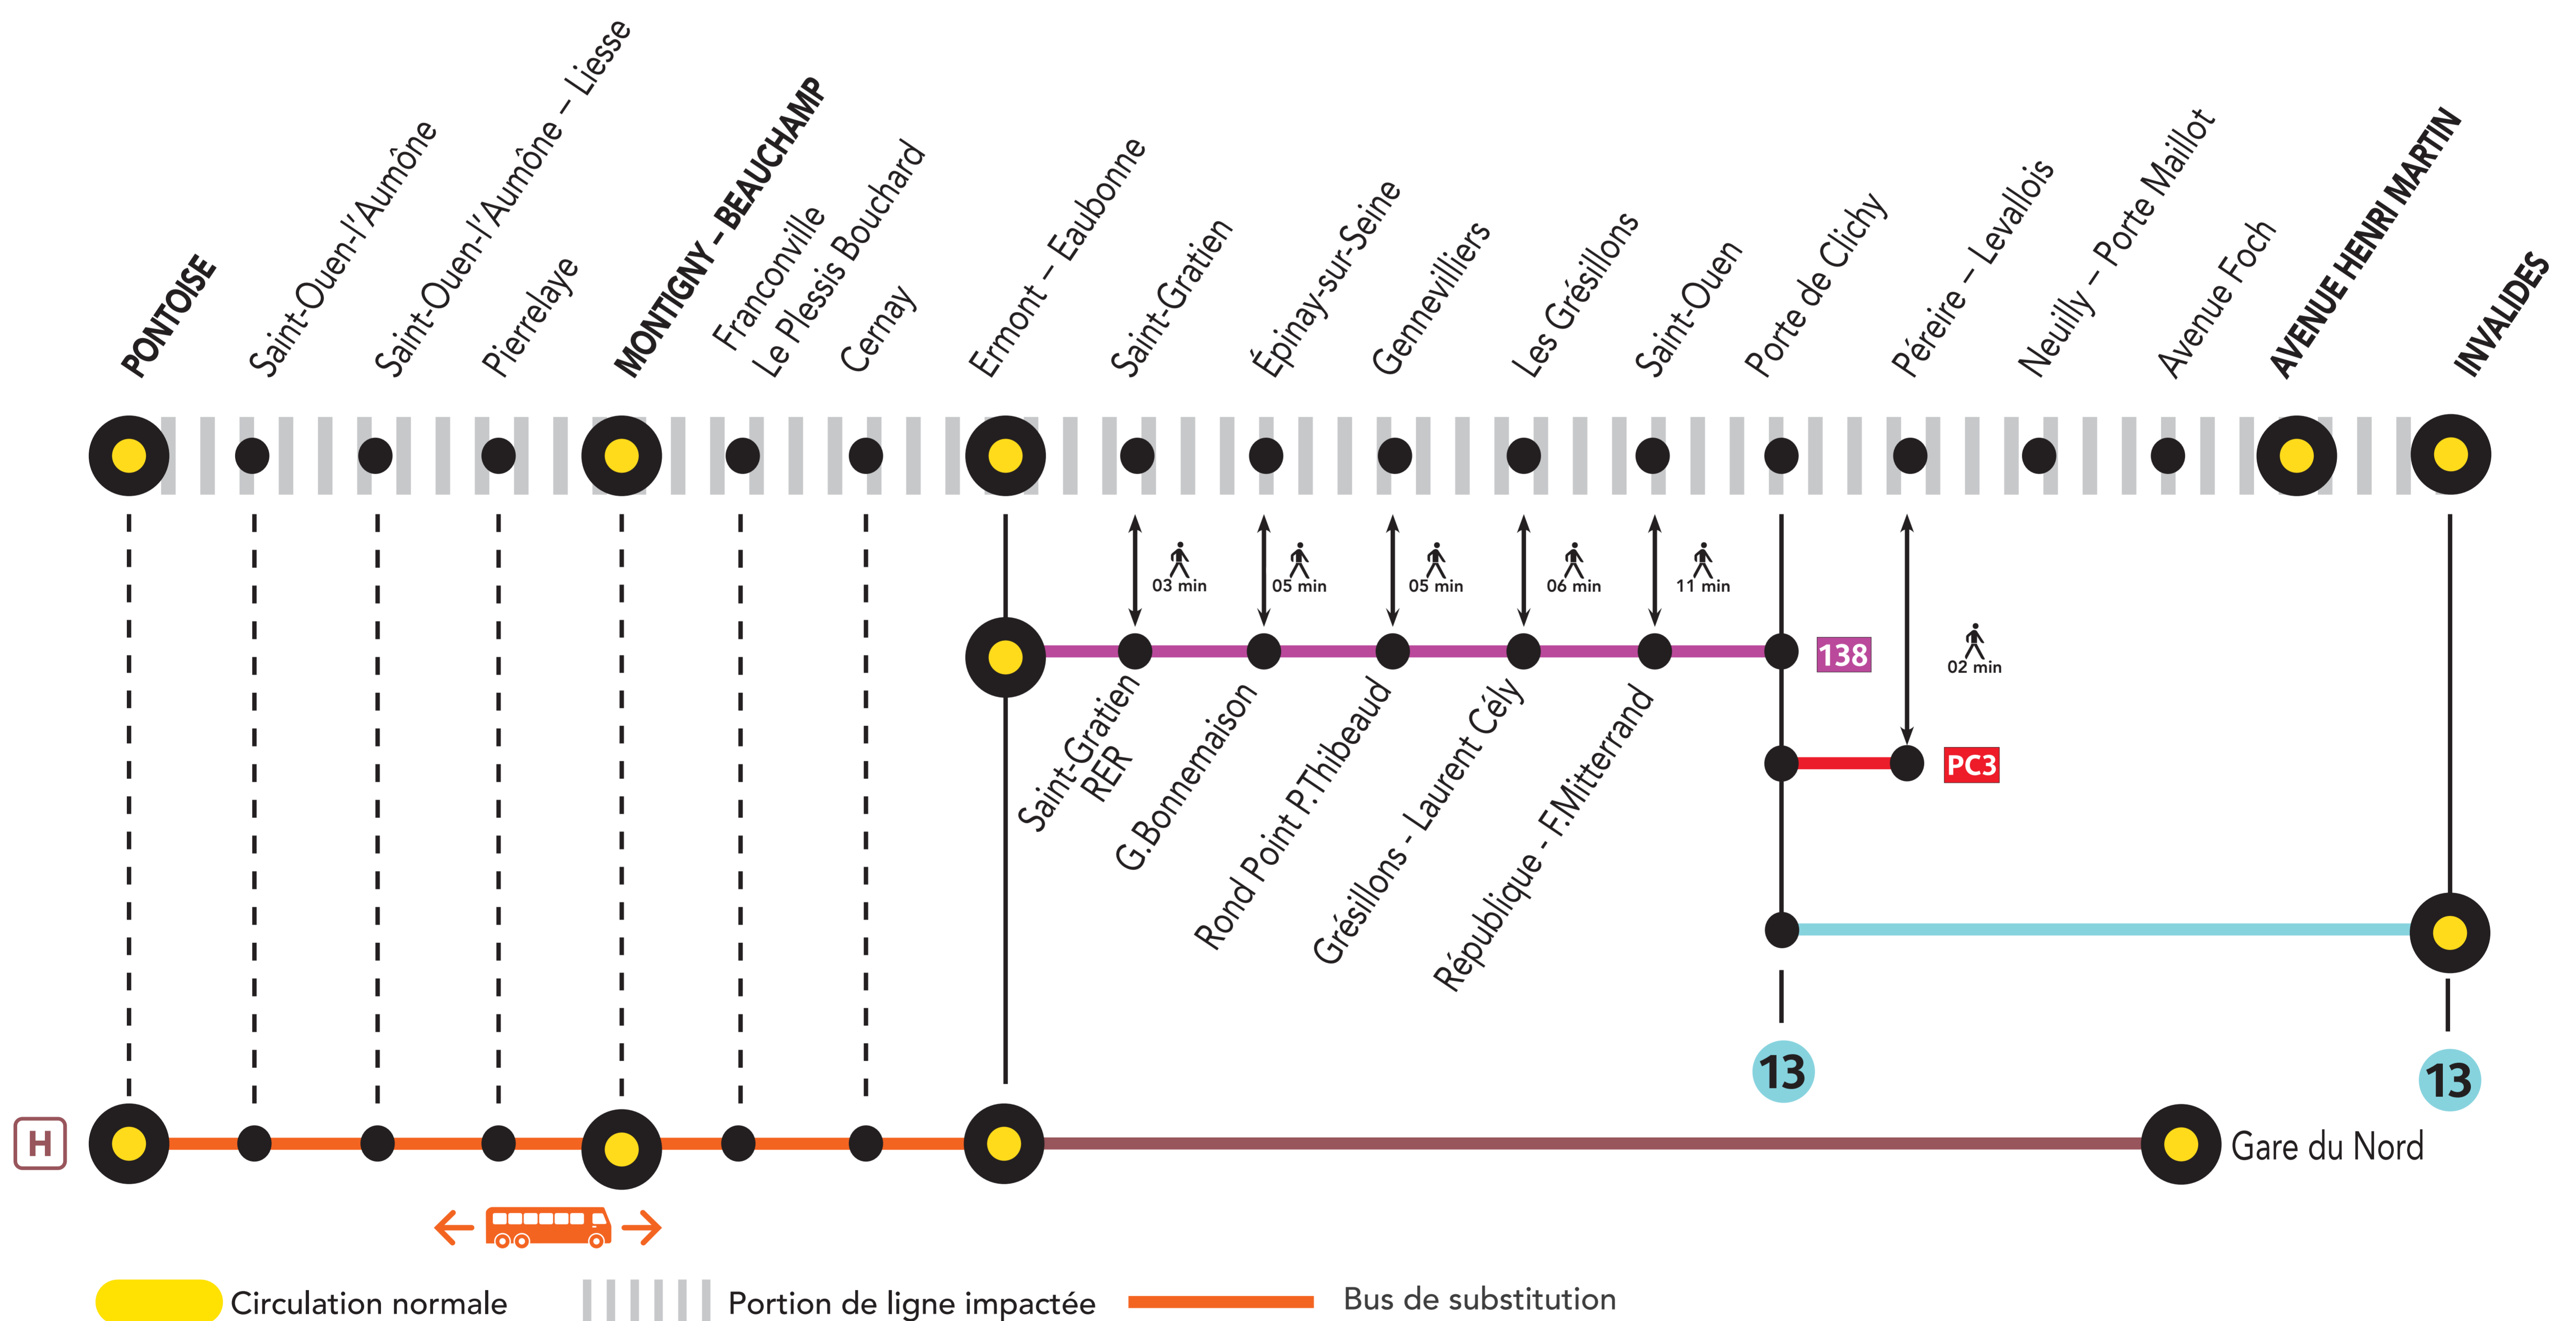 PONTOISE
Saint-Ouen-l'Aumône
Saint-Ouen-l'Aumône – Liesse
Pierrelaye
MONTIGNY – BEAUCHAMP
Franconville
Le Plessis Bouchard
Cernay
Ermont – Eaubonne
Saint-Gratien
Épinay-sur-Seine
Gennevilliers
Les Grésillons
Saint-Ouen
Porte de Clichy
Péreire – Levallois
Neuilly – Porte Maillot
Avenue Foch
AVENUE HENRI MARTIN
INVALIDES
03 min
05 min
05 min
06 min
11 min
02 min
138
Saint-Gratien
RER
G.Bonnemaison
Rond Point P.Thibeaud
Grésillons - Laurent Cély
République - F.Mitterrand
PC3
13
13
H
Gare du Nord
Circulation normale
Portion de ligne impactée
Bus de substitution